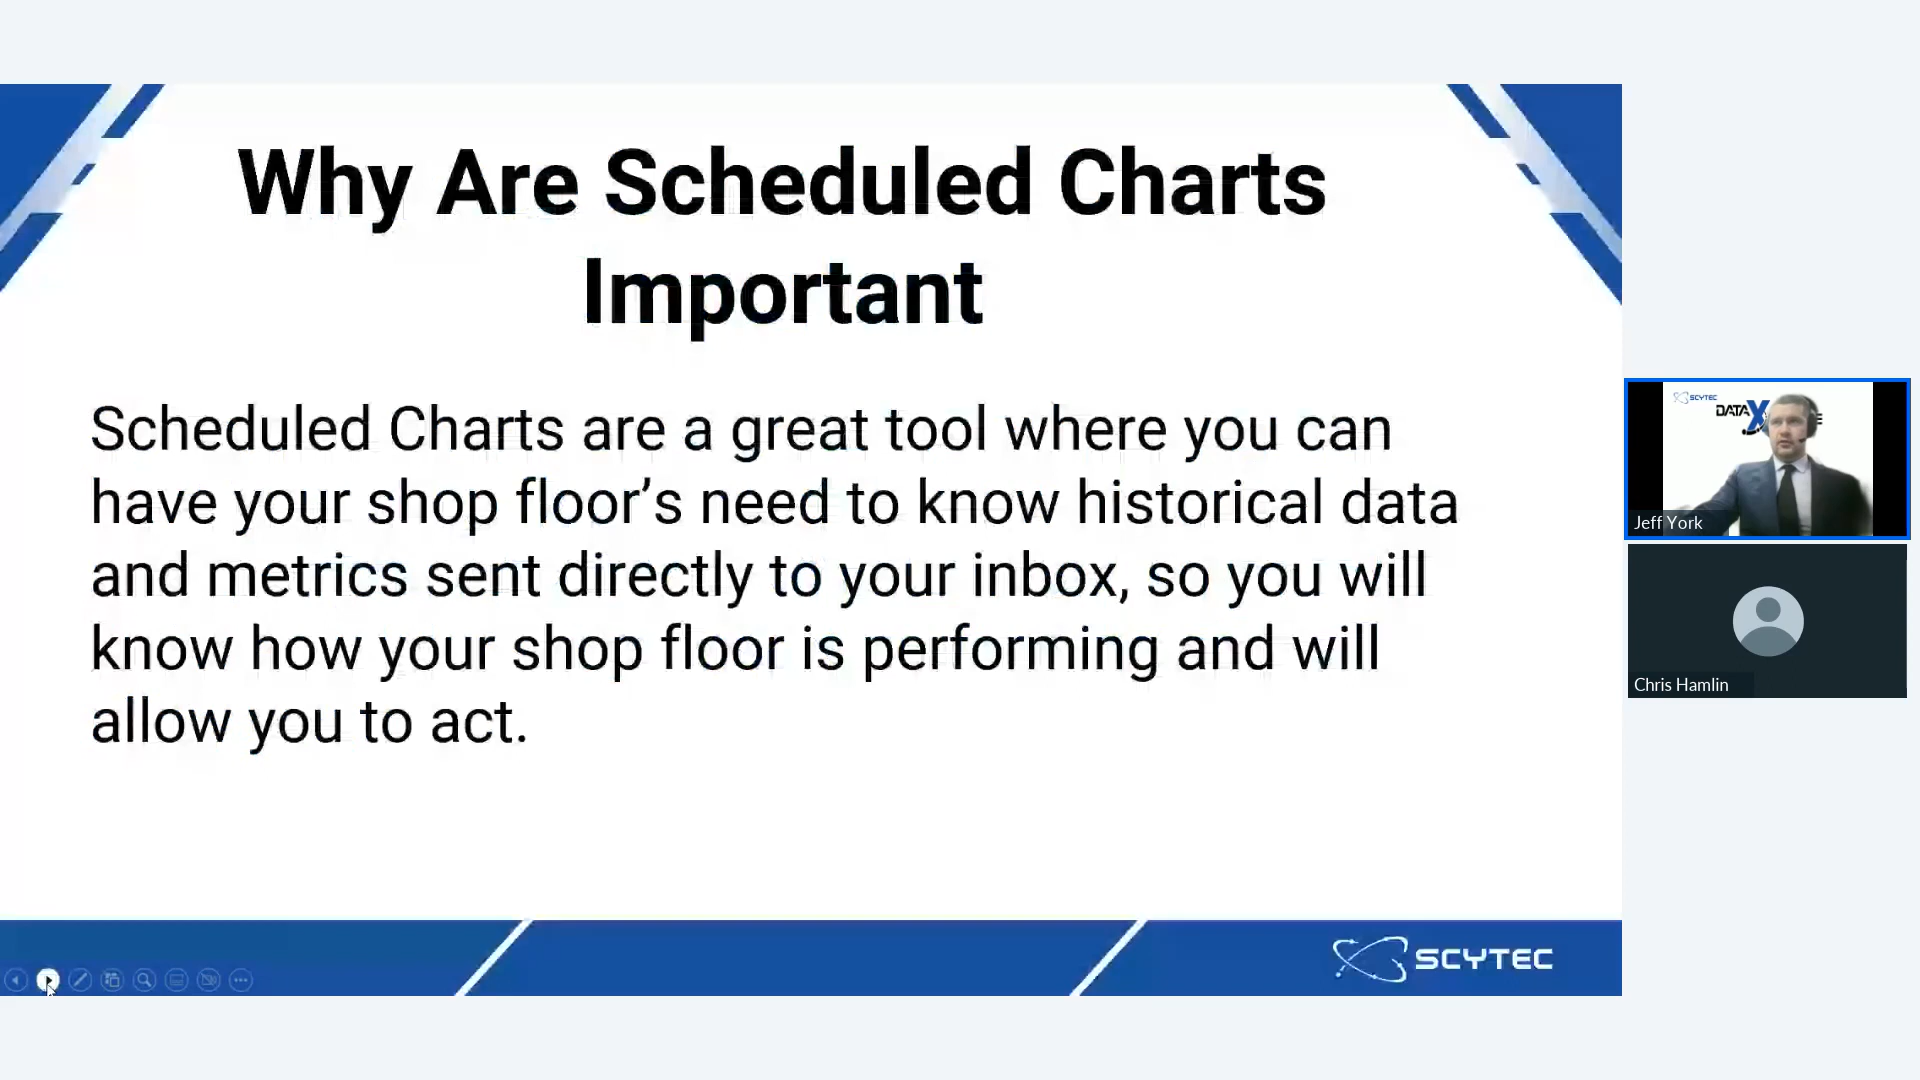 Why Are Scheduled Charts
Important
Scheduled Charts are a great tool where you can
have your shop floor’s need to know historical data
and metrics sent directly to your inbox, so you will
know how your shop floor is performing and will
allow you to act.
SCYTEC
SCYTEC
DATA X
Jeff York
Chris Hamlin